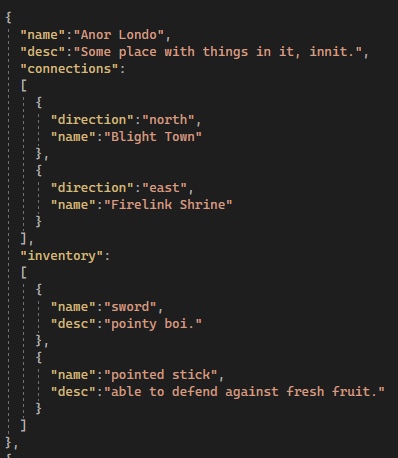 {
"name":"Anor Londo",
"desc":"Some place with things in it, innit.",
"connections":
[
{
"direction":"north",
"name":"Blight Town"
},
{
"direction":"east",
"name":"Firelink Shrine"
}
],
"inventory":
[
{
"name":"sword",
"desc":"pointy boi."
},
{
"name":"pointed stick",
"desc":"able to defend against fresh fruit."
}
]
},
{